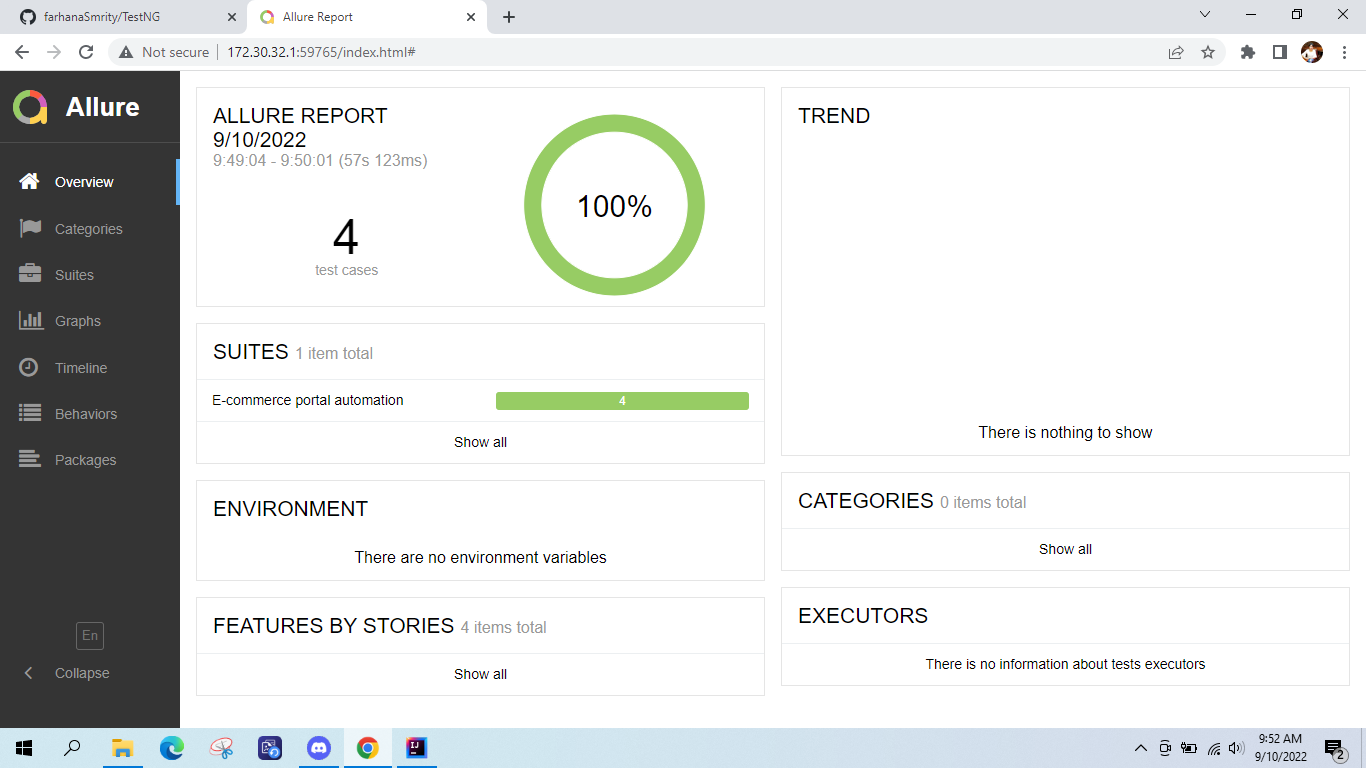 farhanaSmrity/TestNG
Allure Report
Not secure
172.30.32.1:59765/index.html#
Allure
Overview
Categories
Suites
Graphs
Timeline
Behaviors
Packages
En
Collapse
ALLURE REPORT
9/10/2022
9:49:04 - 9:50:01 (57s 123ms)
4
test cases
100%
SUITES 1 item total
E-commerce portal automation
4
Show all
ENVIRONMENT
There are no environment variables
FEATURES BY STORIES 4 items total
Show all
TREND
There is nothing to show
CATEGORIES 0 items total
Show all
EXECUTORS
There is no information about tests executors
IJ
9:52 AM
9/10/2022
2